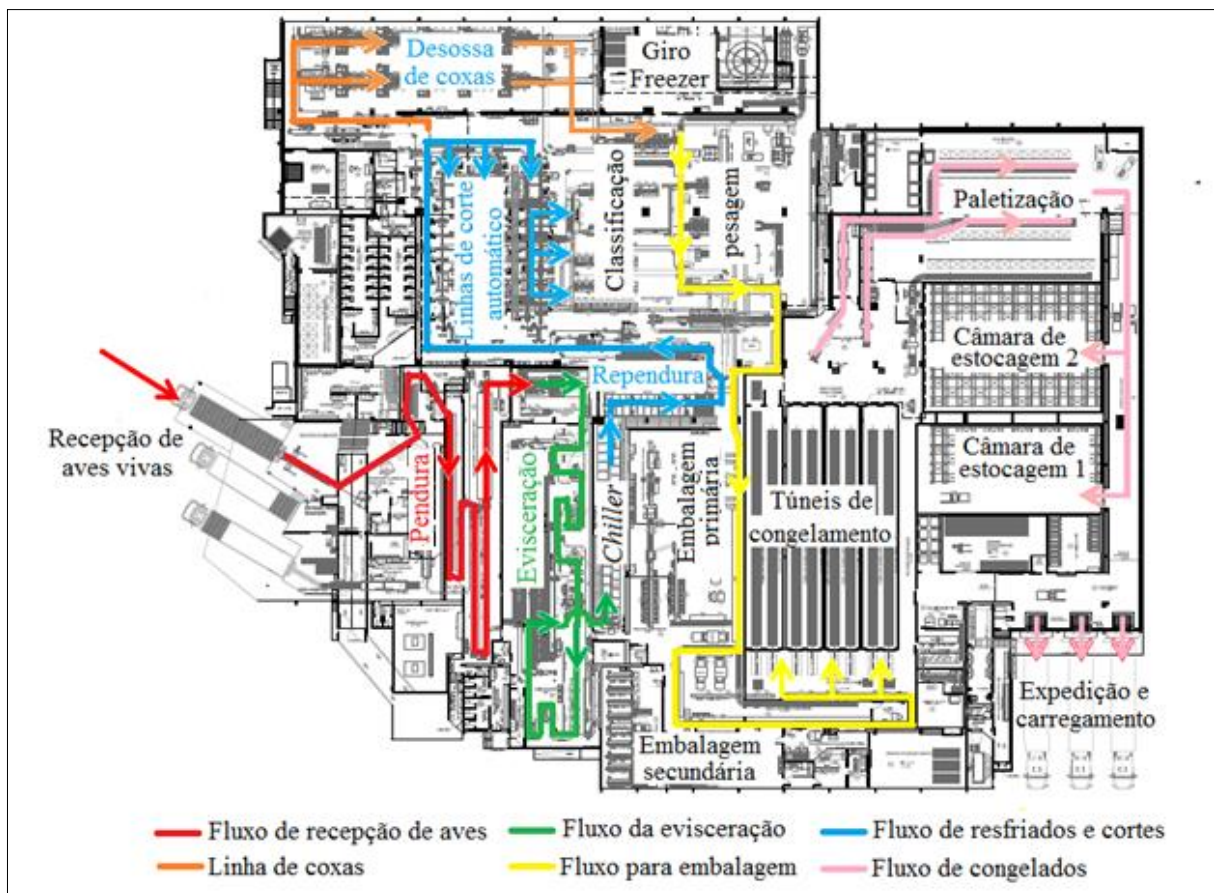 Desossa
de coxas
Giro
Freezer
Linhas de corte
automático
Classificação
pesagem
Paletização
Câmara de
estocagem 2
Rependura
Recepção de
aves vivas
Pendura
Evisceração
Chiller
Embalagem
primária
Túneis de
congelamento
Câmara de
estocagem 1
Expedição e
carregamento
Embalagem
secundária
Fluxo de recepção de aves
Fluxo da evisceração
Fluxo de resfriados e cortes
Linha de coxas
Fluxo para embalagem
Fluxo de congelados